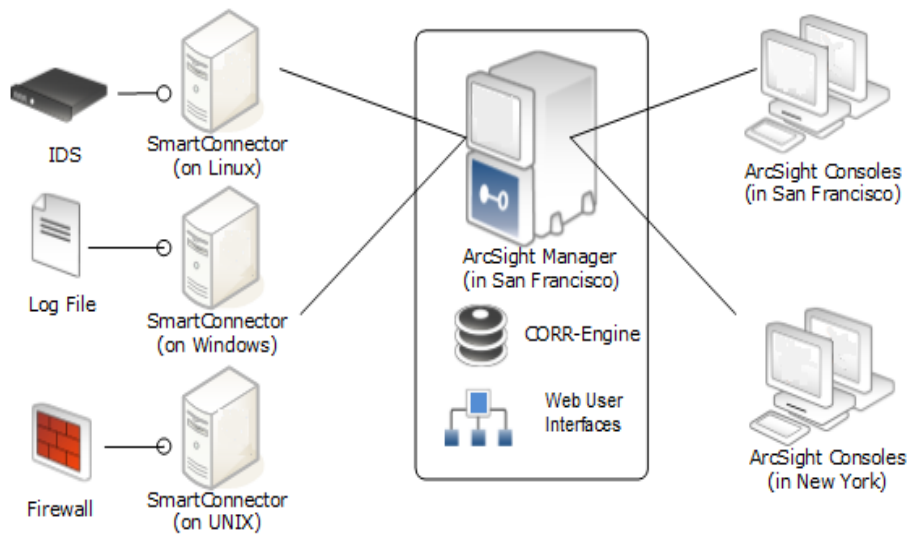 IDS
SmartConnector
(on Linux)
Log File
SmartConnector
(on Windows)
Firewall
SmartConnector
(on UNIX)
ArcSight Manager
(in San Francisco)
CORR-Engine
Web User
Interfaces
ArcSight Consoles
(in San Francisco)
ArcSight Consoles
(in New York)